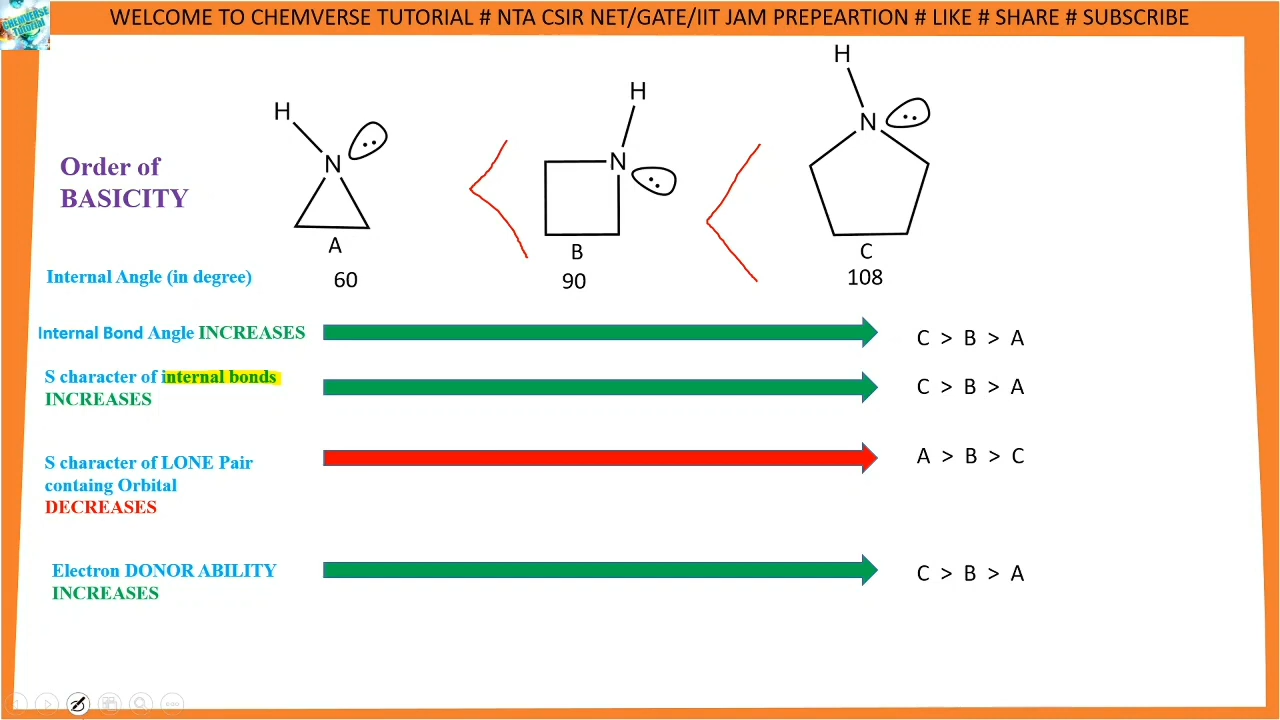 WELCOME TO CHEMVERSE TUTORIAL # NTA CSIR NET/GATE/IIT JAM PREPEARTION # LIKE # SHARE # SUBSCRIBE
CHEMVERSE
TUTORIAL
H
H
H
N
N
N
Order of
BASICITY
A
B
C
Internal Angle (in degree)
60
90
108
Internal Bond Angle INCREASES
C > B > A
S character of internal bonds
INCREASES
C > B > A
S character of LONE Pair
containg Orbital
DECREASES
A > B > C
Electron DONOR ABILITY
INCREASES
C > B > A